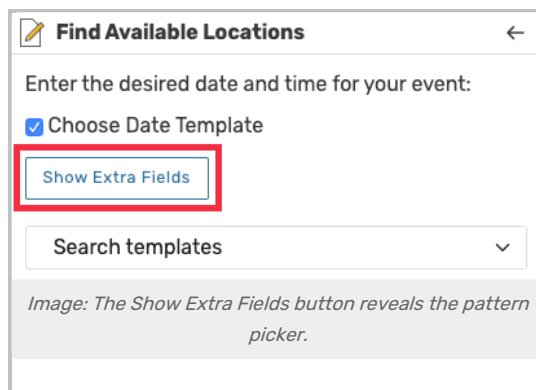 Find Available Locations
Enter the desired date and time for your event:
Choose Date Template
Show Extra Fields
Search templates
Image: The Show Extra Fields button reveals the pattern
picker.